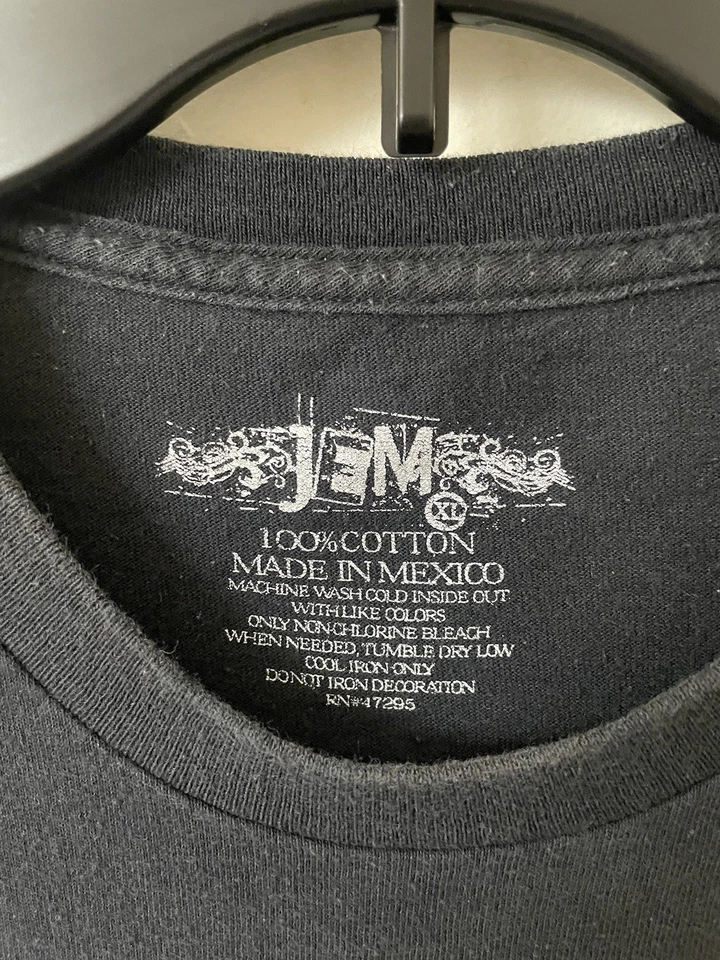 JEM
XL
100% COTTON
MADE IN MEXICO
MACHINE WASH COLD INSIDE OUT
WITH LIKE COLORS
ONLY NON-CHLORINE BLEACH
WHEN NEEDED, TUMBLE DRY LOW
COOL IRON ONLY
DO NOT IRON DECORATION
RN#47295